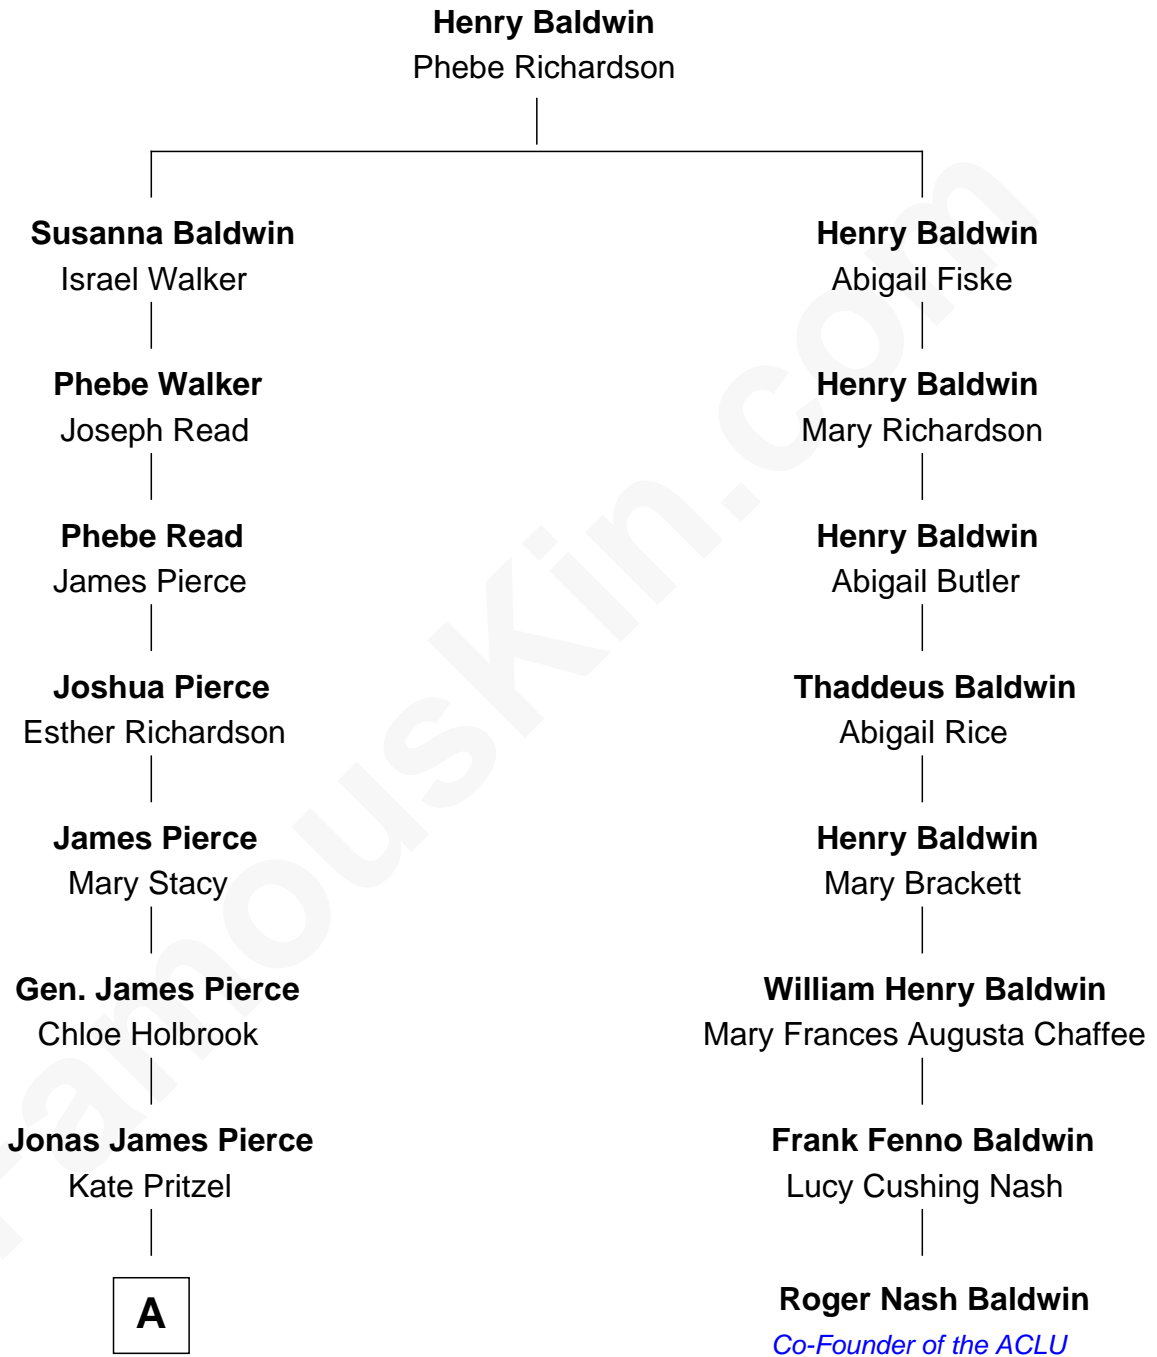 Henry Baldwin
Phebe Richardson
Susanna Baldwin
Israel Walker
Henry Baldwin
Abigail Fiske
Phebe Walker
Joseph Read
Henry Baldwin
Mary Richardson
Phebe Read
James Pierce
Henry Baldwin
Abigail Butler
Joshua Pierce
Esther Richardson
Thaddeus Baldwin
Abigail Rice
James Pierce
Mary Stacy
Henry Baldwin
Mary Brackett
Gen. James Pierce
Chloe Holbrook
William Henry Baldwin
Mary Frances Augusta Chaffee
Jonas James Pierce
Kate Pritzel
Frank Fenno Baldwin
Lucy Cushing Nash
A
Roger Nash Baldwin
Co-Founder of the ACLU
FamousKin.com